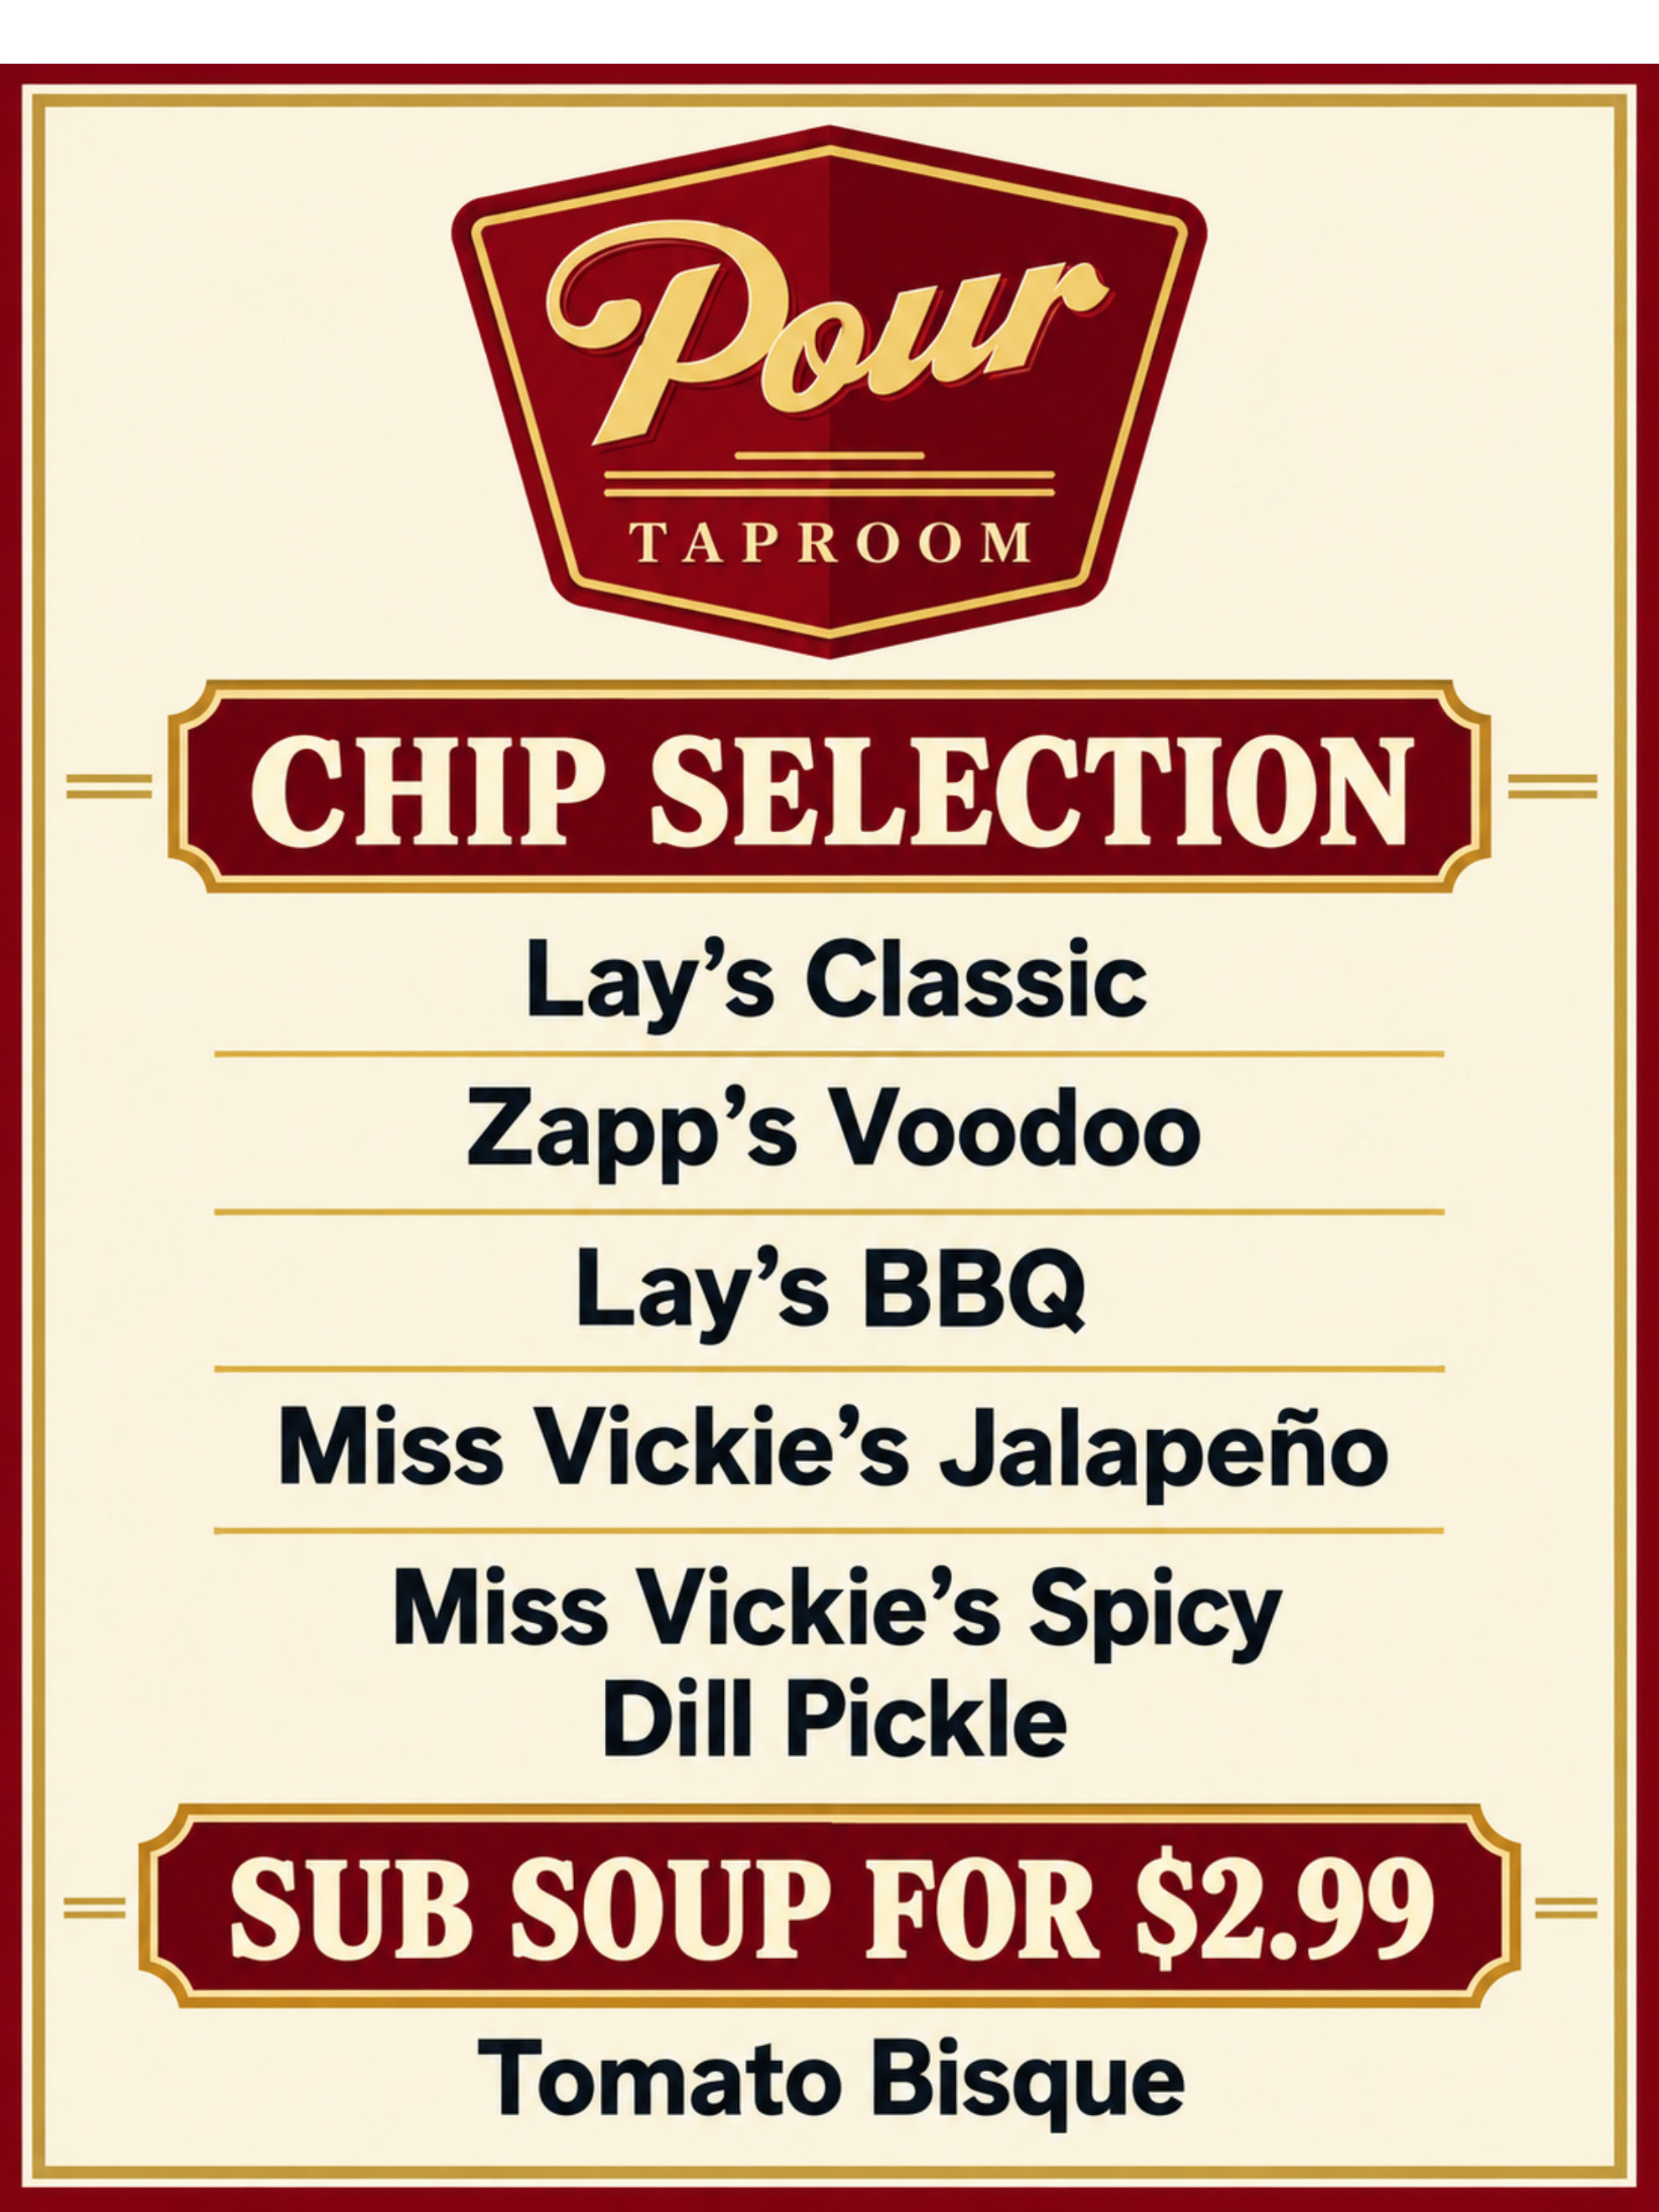 Pour
TAPROOM
CHIP SELECTION
Lay’s Classic
Zapp’s Voodoo
Lay’s BBQ
Miss Vickie’s Jalapeño
Miss Vickie’s Spicy
Dill Pickle
SUB SOUP FOR $2.99
Tomato Bisque